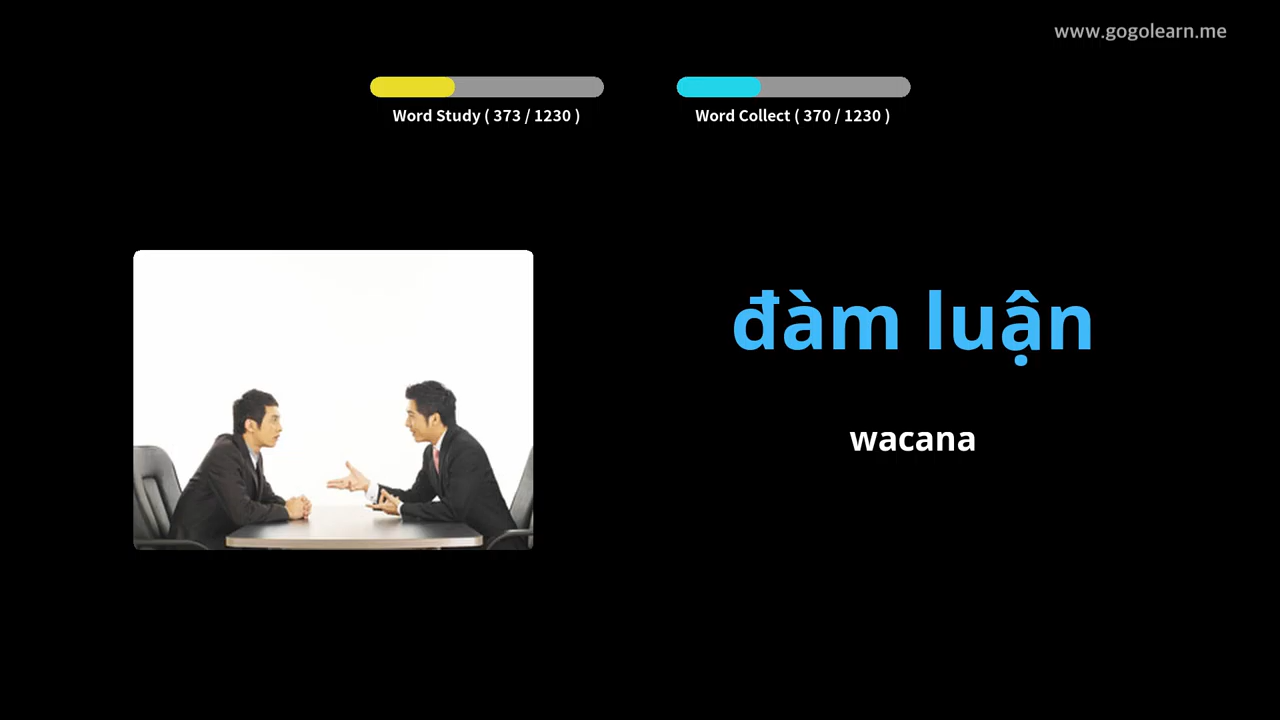 www.gogolearn.me
Word Study ( 373 / 1230 )
Word Collect ( 370 / 1230 )
đàm luận
wacana